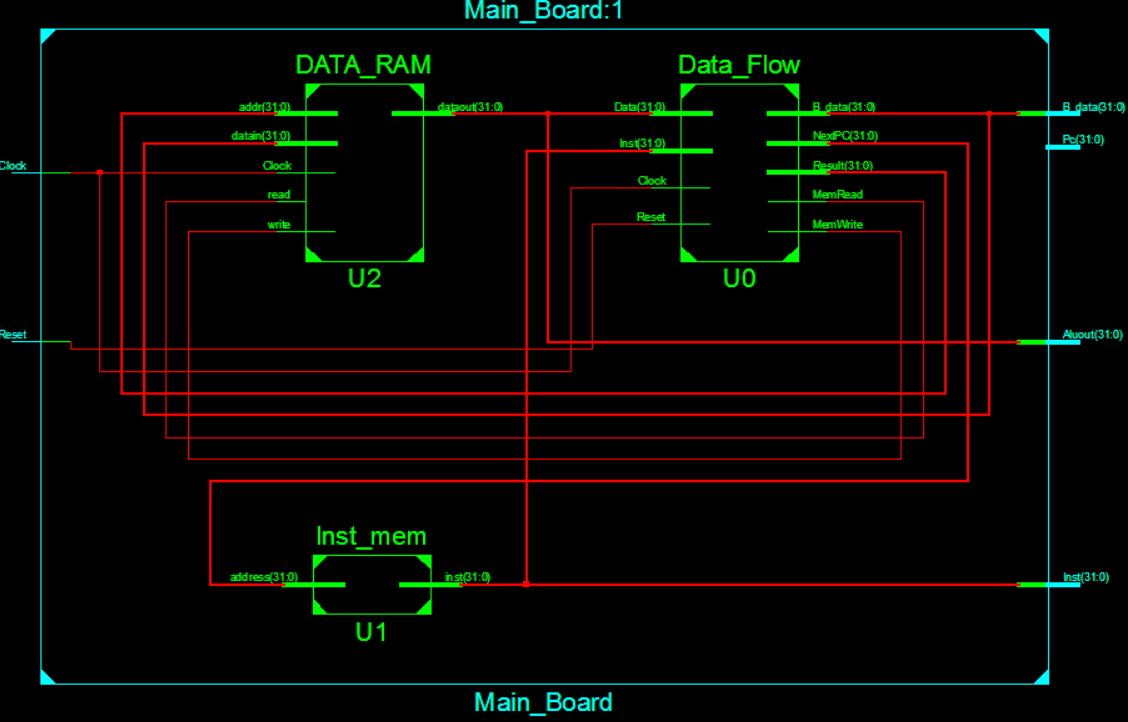 Main_Board:1
DATA_RAM
Data_Flow
addr(31:0)
dataout(31:0)
Data(31:0)
B_data(31:0)
B_data(31:0)
datain(31:0)
Inst(31:0)
NextPC(31:0)
Pc(31:0)
Clock
Clock
Clock
Result(31:0)
read
MemRead
write
Reset
MemWrite
U2
U0
Reset
Aluout(31:0)
Inst_mem
address(31:0)
inst(31:0)
Inst(31:0)
U1
Main_Board